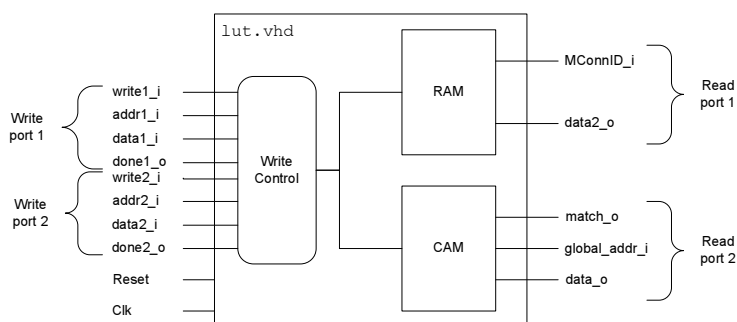 lut.vhd
Write
port 1
write1_i
addr1_i
data1_i
done1_o
Write
port 2
write2_i
addr2_i
data2_i
done2_o
Reset
Clk
Write
Control
RAM
CAM
MConnID_i
data2_o
Read
port 1
match_o
global_addr_i
data_o
Read
port 2